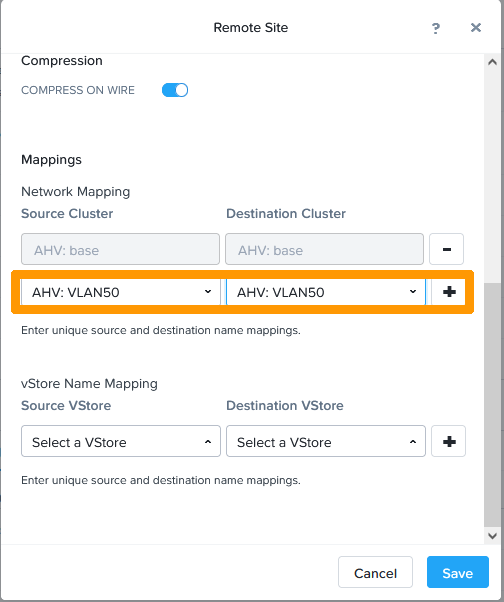 Remote Site ? ×
Compression
COMPRESS ON WIRE
Mappings
Network Mapping
Source Cluster Destination Cluster
AHV: base AHV: base -
AHV: VLAN50 AHV: VLAN50 +
Enter unique source and destination name mappings.
vStore Name Mapping
Source VStore Destination VStore
Select a VStore Select a VStore +
Enter unique source and destination name mappings.
Cancel Save